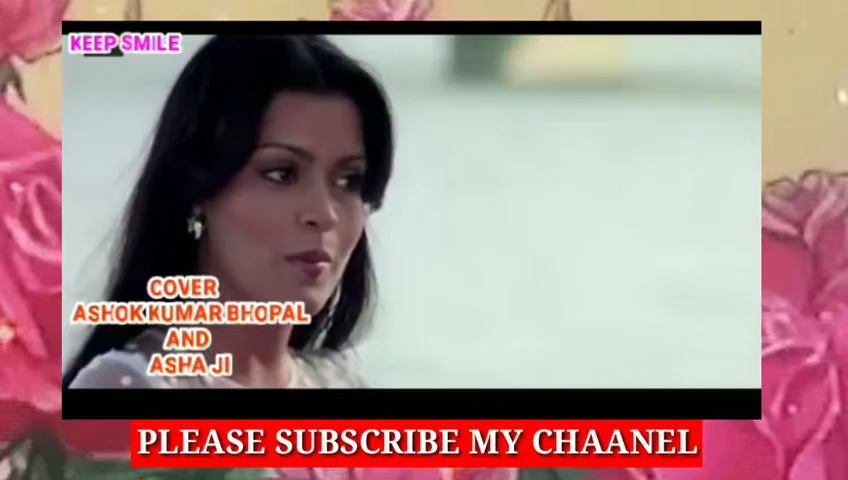 KEEP SMILE
COVER
ASHOK KUMAR BHOPAL
AND
ASHA JI
PLEASE SUBSCRIBE MY CHAANEL